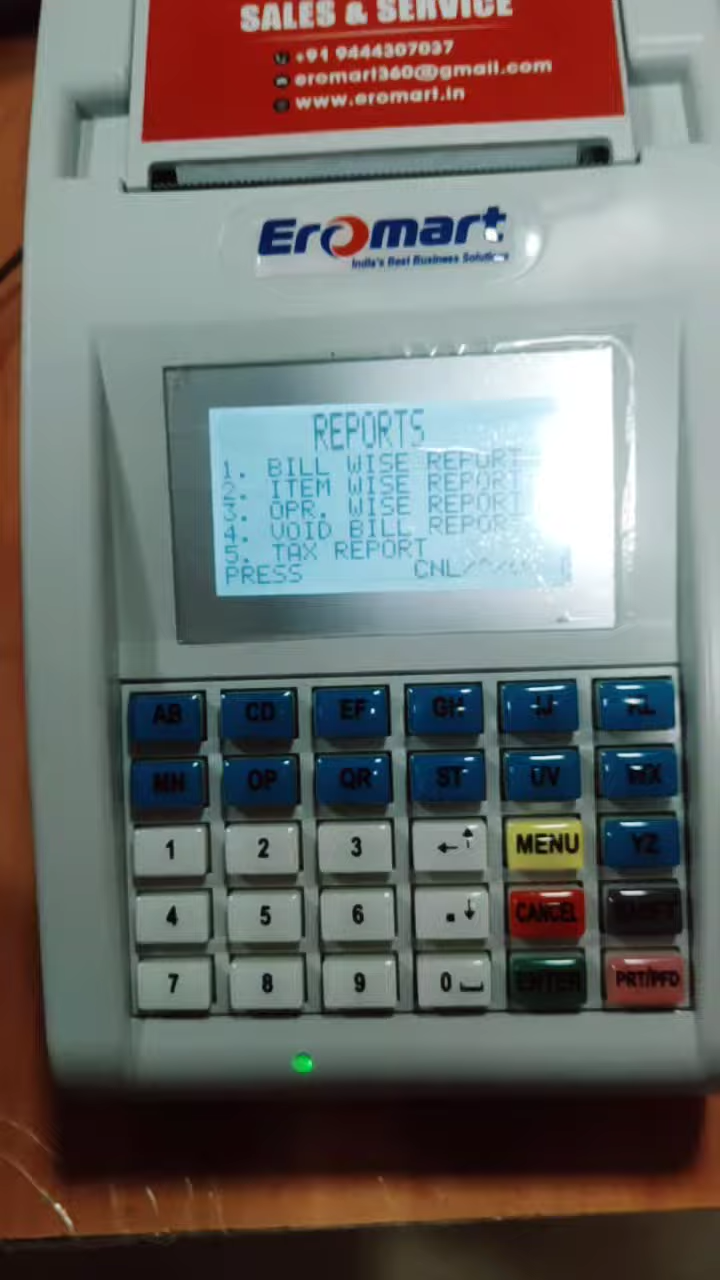 SALES & SERVICE
+91 9444307037
eromart360@gmail.com
www.eromart.in
Eromart
India's Best Business Solutions
REPORTS
1. BILL WISE REPORT
2. ITEM WISE REPORT
3. OPR. WISE REPORT
4. VOID BILL REPORT
5. TAX REPORT
PRESS CNL/
AB CD EF GH IJ KL
MN OP QR ST UV WX
1 2 3 ←↑ MENU YZ
4 5 6 . ↓ CANCEL SHIFT
7 8 9 0 ENTER PRT/PFD